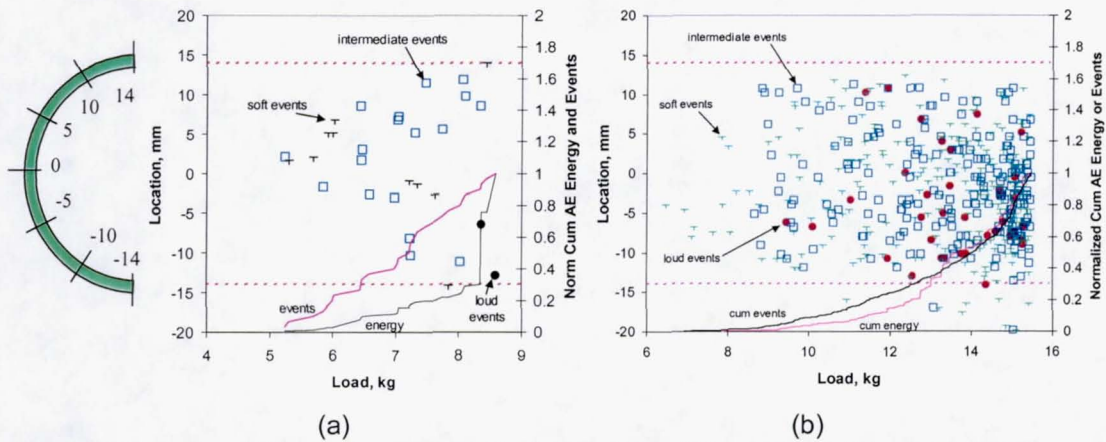 14
10
5
0
-5
-10
-14
Location, mm
20
15
10
5
0
-5
-10
-15
-20
intermediate events
soft events
events
energy
loud
events
2
1.8
1.6
1.4
1.2
1
0.8
0.6
0.4
0.2
0
Norm Cum AE Energy and Events
4 5 6 7 8 9
Load, kg
(a)
Location, mm
20
15
10
5
0
-5
-10
-15
-20
intermediate events
soft events
loud events
cum events
cum energy
2
1.8
1.6
1.4
1.2
1
0.8
0.6
0.4
0.2
0
Normalized Cum AE Energy or Events
6 8 10 12 14 16
Load, kg
(b)